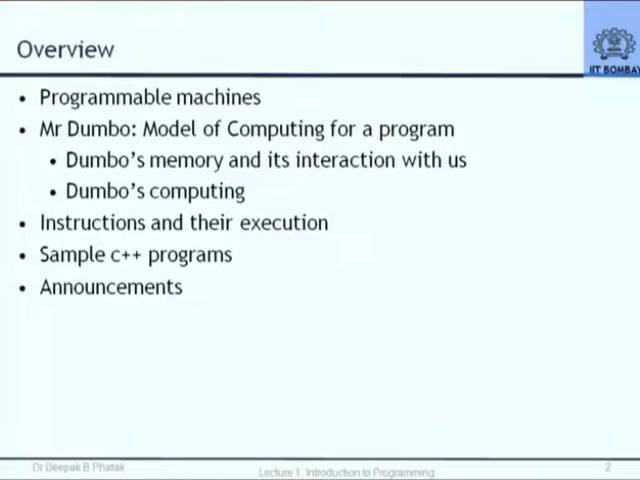 Overview
IIT BOMBAY
• Programmable machines
• Mr Dumbo: Model of Computing for a program
• Dumbo's memory and its interaction with us
• Dumbo's computing
• Instructions and their execution
• Sample c++ programs
• Announcements
Dr Deepak B Phatak
Lecture 1, Introduction to Programming
2